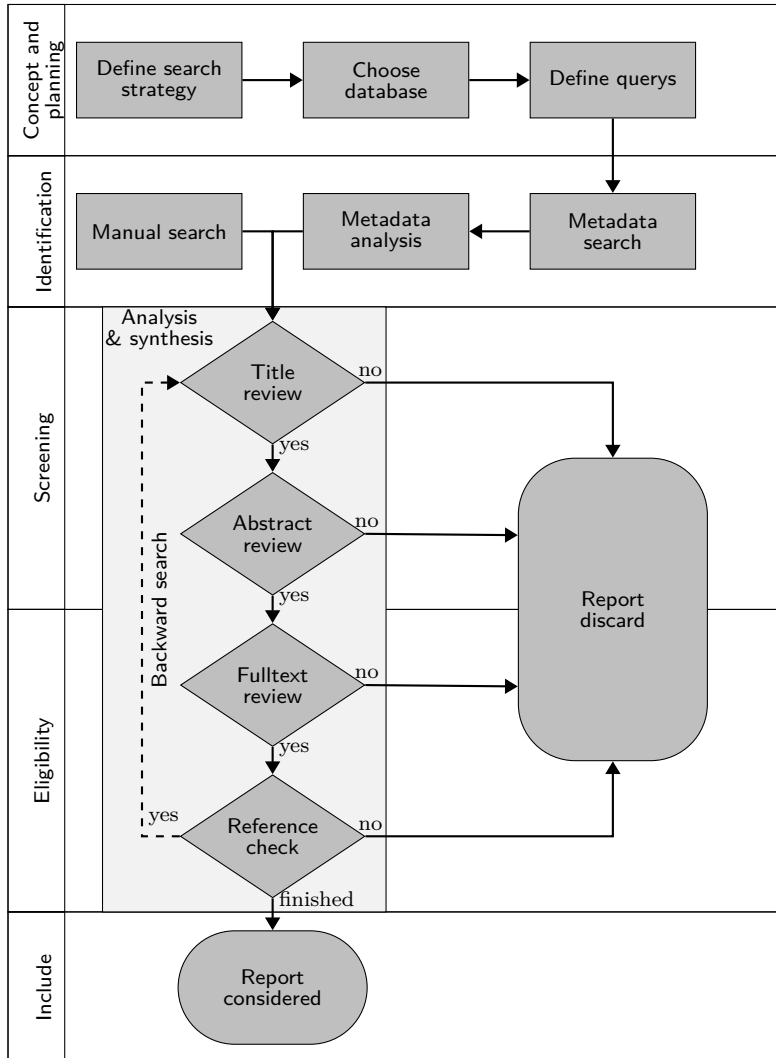 Concept and
planning
Define search
strategy
Choose
database
Define querys
Identification
Manual search
Metadata
analysis
Metadata
search
Screening
Analysis
& synthesis
Title
review
no
yes
Abstract
review
no
yes
Backward search
Report
discard
Eligibility
Fulltext
review
no
yes
yes
Reference
check
no
finished
Include
Report
considered